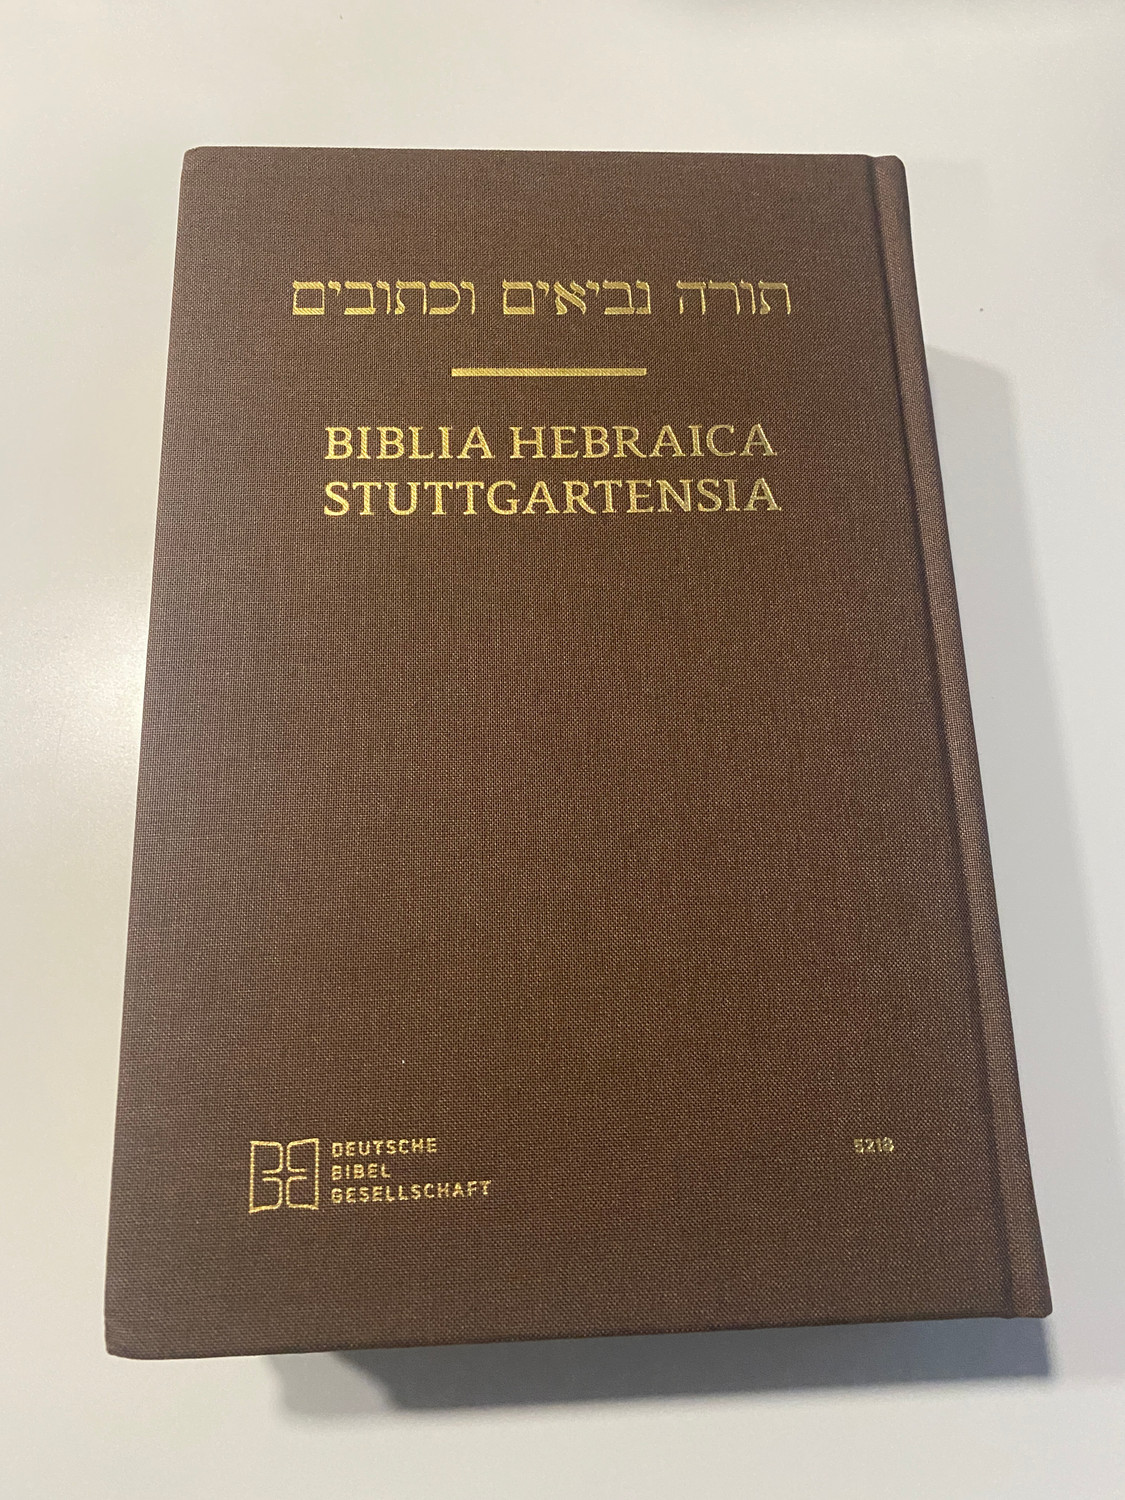 תורה נביאים וכתובים
BIBLIA HEBRAICA
STUTTGARTENSIA
DEUTSCHE
BIBEL
GESELLSCHAFT
5218